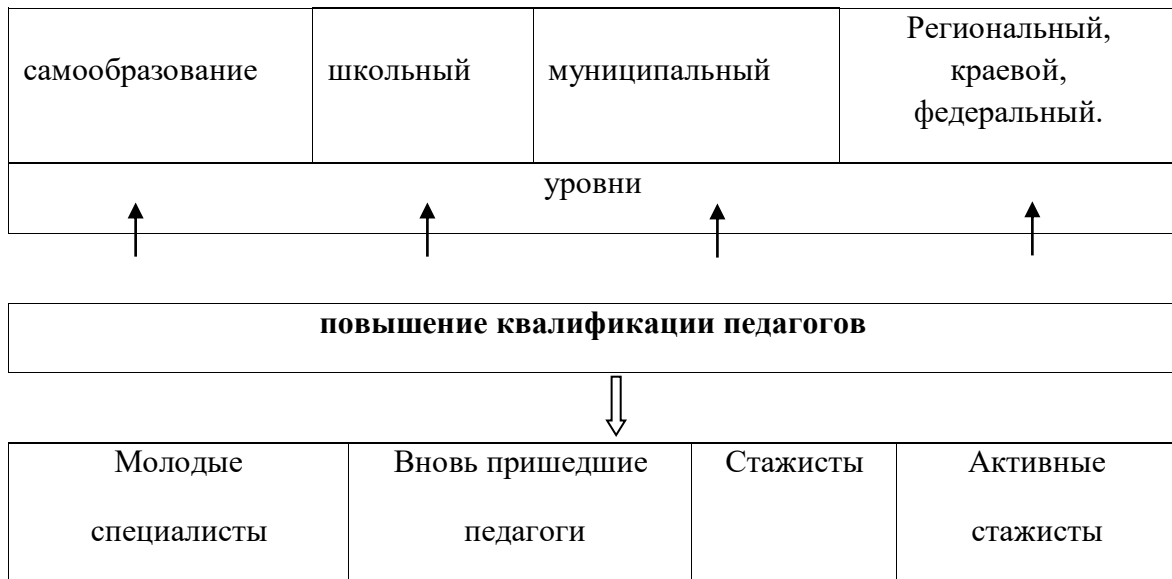 самообразование
школьный
муниципальный
Региональный,
краевой,
федеральный.
уровни
повышение квалификации педагогов
Молодые
специалисты
Вновь пришедшие
педагоги
Стажисты
Активные
стажисты